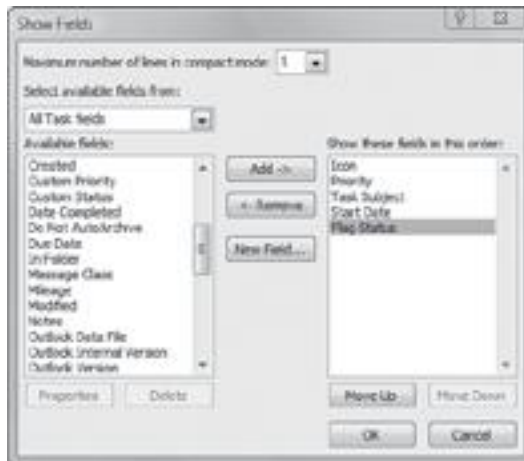 Show Fields
Maximum number of lines in compact mode: 1
Select available fields from:
All Task fields
Available fields:
Created
Custom Priority
Custom Status
Date Completed
Do Not AutoArchive
Due Date
In Folder
Message Class
Mileage
Modified
Notes
Outlook Data File
Outlook Internal Version
Outlook Version
Properties
Delete
Add ->
<- Remove
New Field...
Show these fields in this order:
Icon
Priority
Task Subject
Start Date
Flag Status
Move Up
Move Down
OK
Cancel